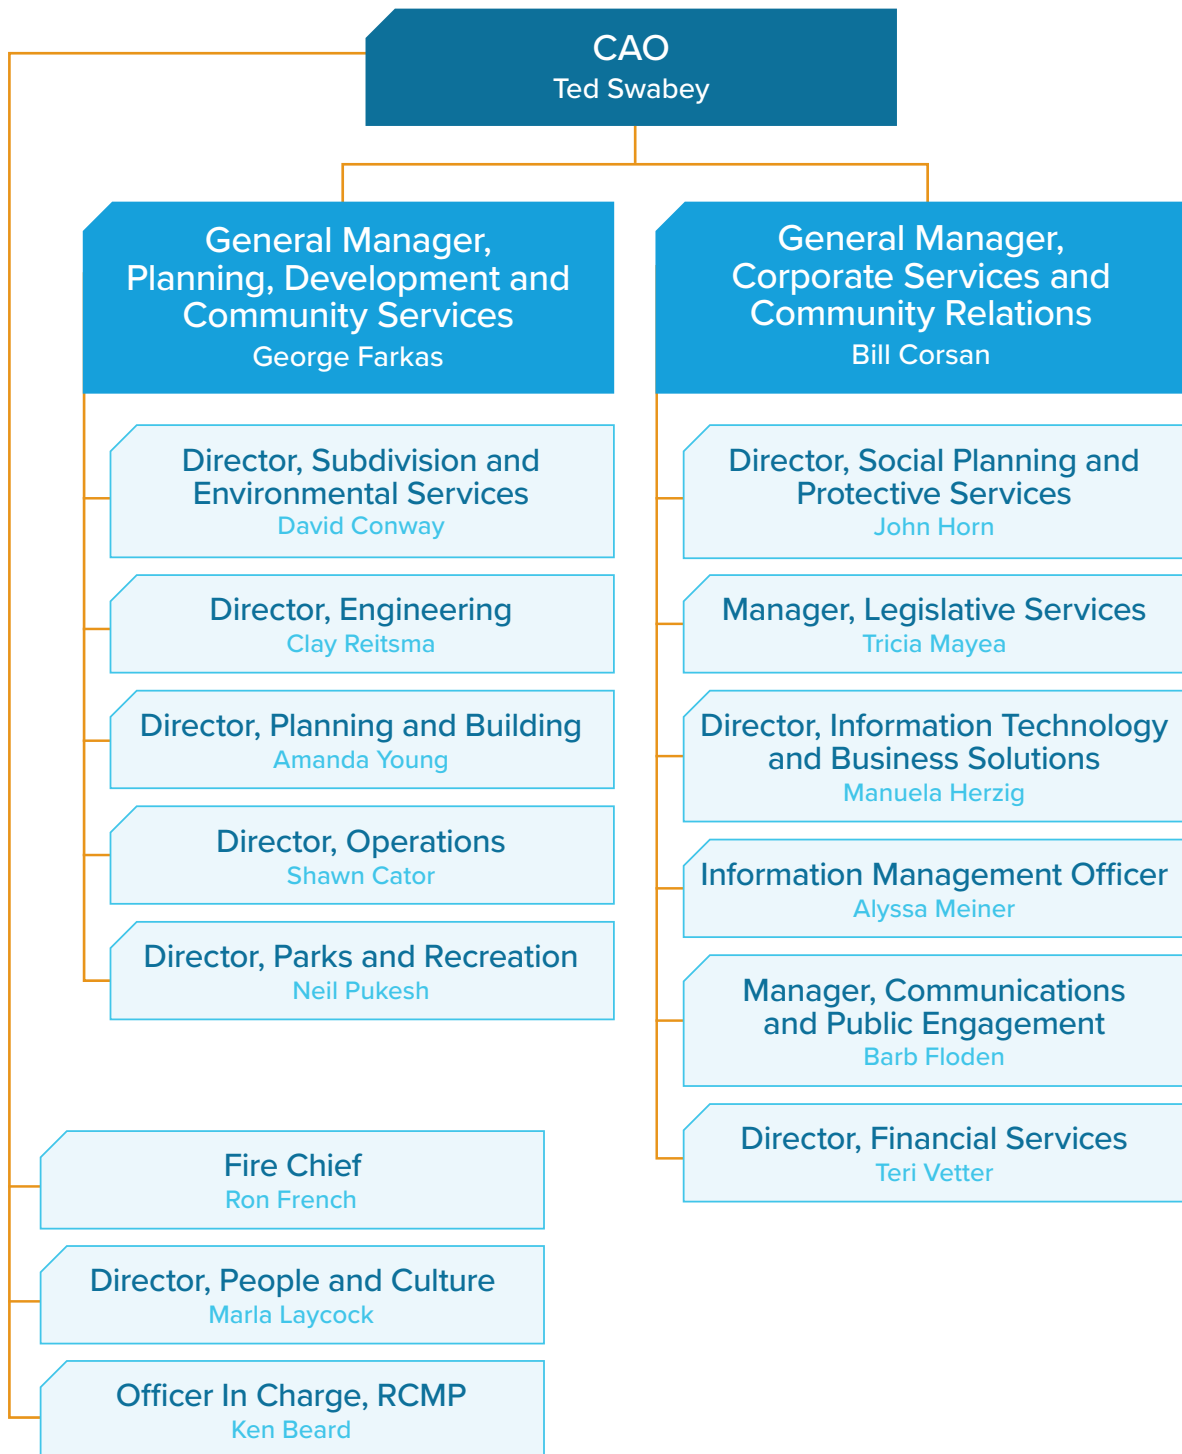 CAO
Ted Swabey
General Manager,
Planning, Development and
Community Services
George Farkas
Director, Subdivision and
Environmental Services
David Conway
Director, Engineering
Clay Reitsma
Director, Planning and Building
Amanda Young
Director, Operations
Shawn Cator
Director, Parks and Recreation
Neil Pukesh
General Manager,
Corporate Services and
Community Relations
Bill Corsan
Director, Social Planning and
Protective Services
John Horn
Manager, Legislative Services
Tricia Mayea
Director, Information Technology
and Business Solutions
Manuela Herzig
Information Management Officer
Alyssa Meiner
Manager, Communications
and Public Engagement
Barb Floden
Director, Financial Services
Teri Vetter
Fire Chief
Ron French
Director, People and Culture
Marla Laycock
Officer In Charge, RCMP
Ken Beard